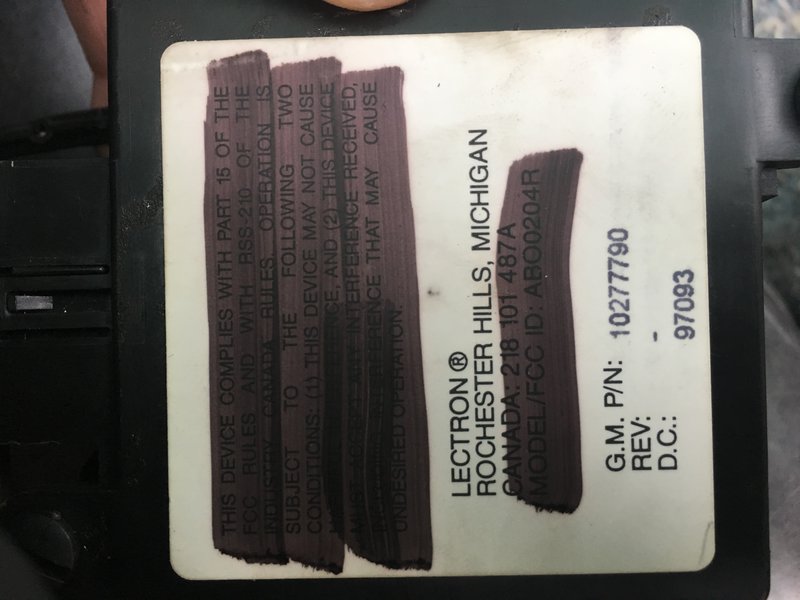 THIS DEVICE COMPLIES WITH PART 15 OF THE
FCC RULES AND WITH RSS-210 OF THE
INDUSTRY CANADA RULES. OPERATION IS
SUBJECT TO THE FOLLOWING TWO
CONDITIONS: (1) THIS DEVICE MAY NOT CAUSE
AND (2) THIS DEVICE
MUST ANY INTERFERENCE RECEIVED,
INTERFERENCE THAT MAY CAUSE
UNDESIRED OPERATION.
LECTRON®
ROCHESTER HILLS, MICHIGAN
CANADA: 218 101 487A
MODEL/FCC ID: ABO0204R
G.M. P/N: 10277790
REV: -
D.C.: 97093